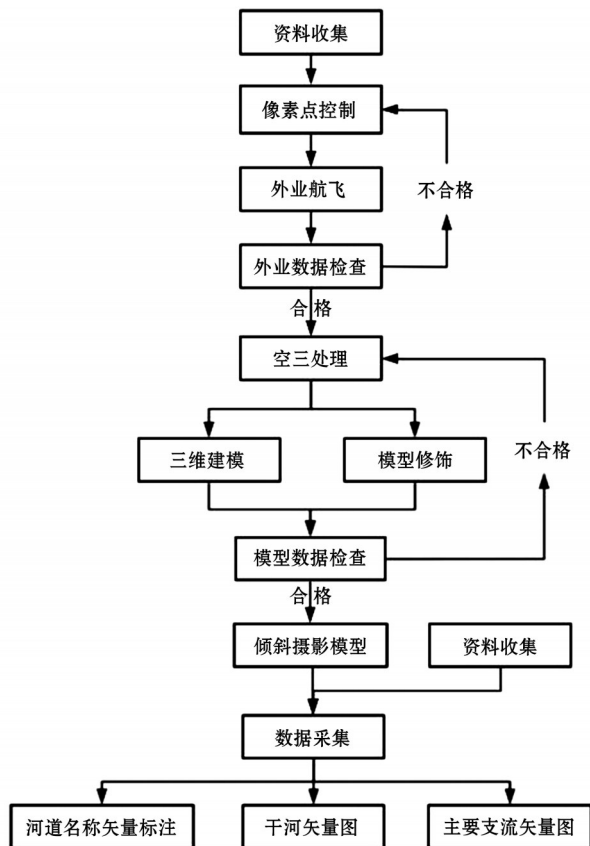 资料收集
像素点控制
外业航飞
不合格
外业数据检查
合格
空三处理
三维建模
模型修饰
不合格
模型数据检查
合格
倾斜摄影模型
资料收集
数据采集
河道名称矢量标注
干河矢量图
主要支流矢量图